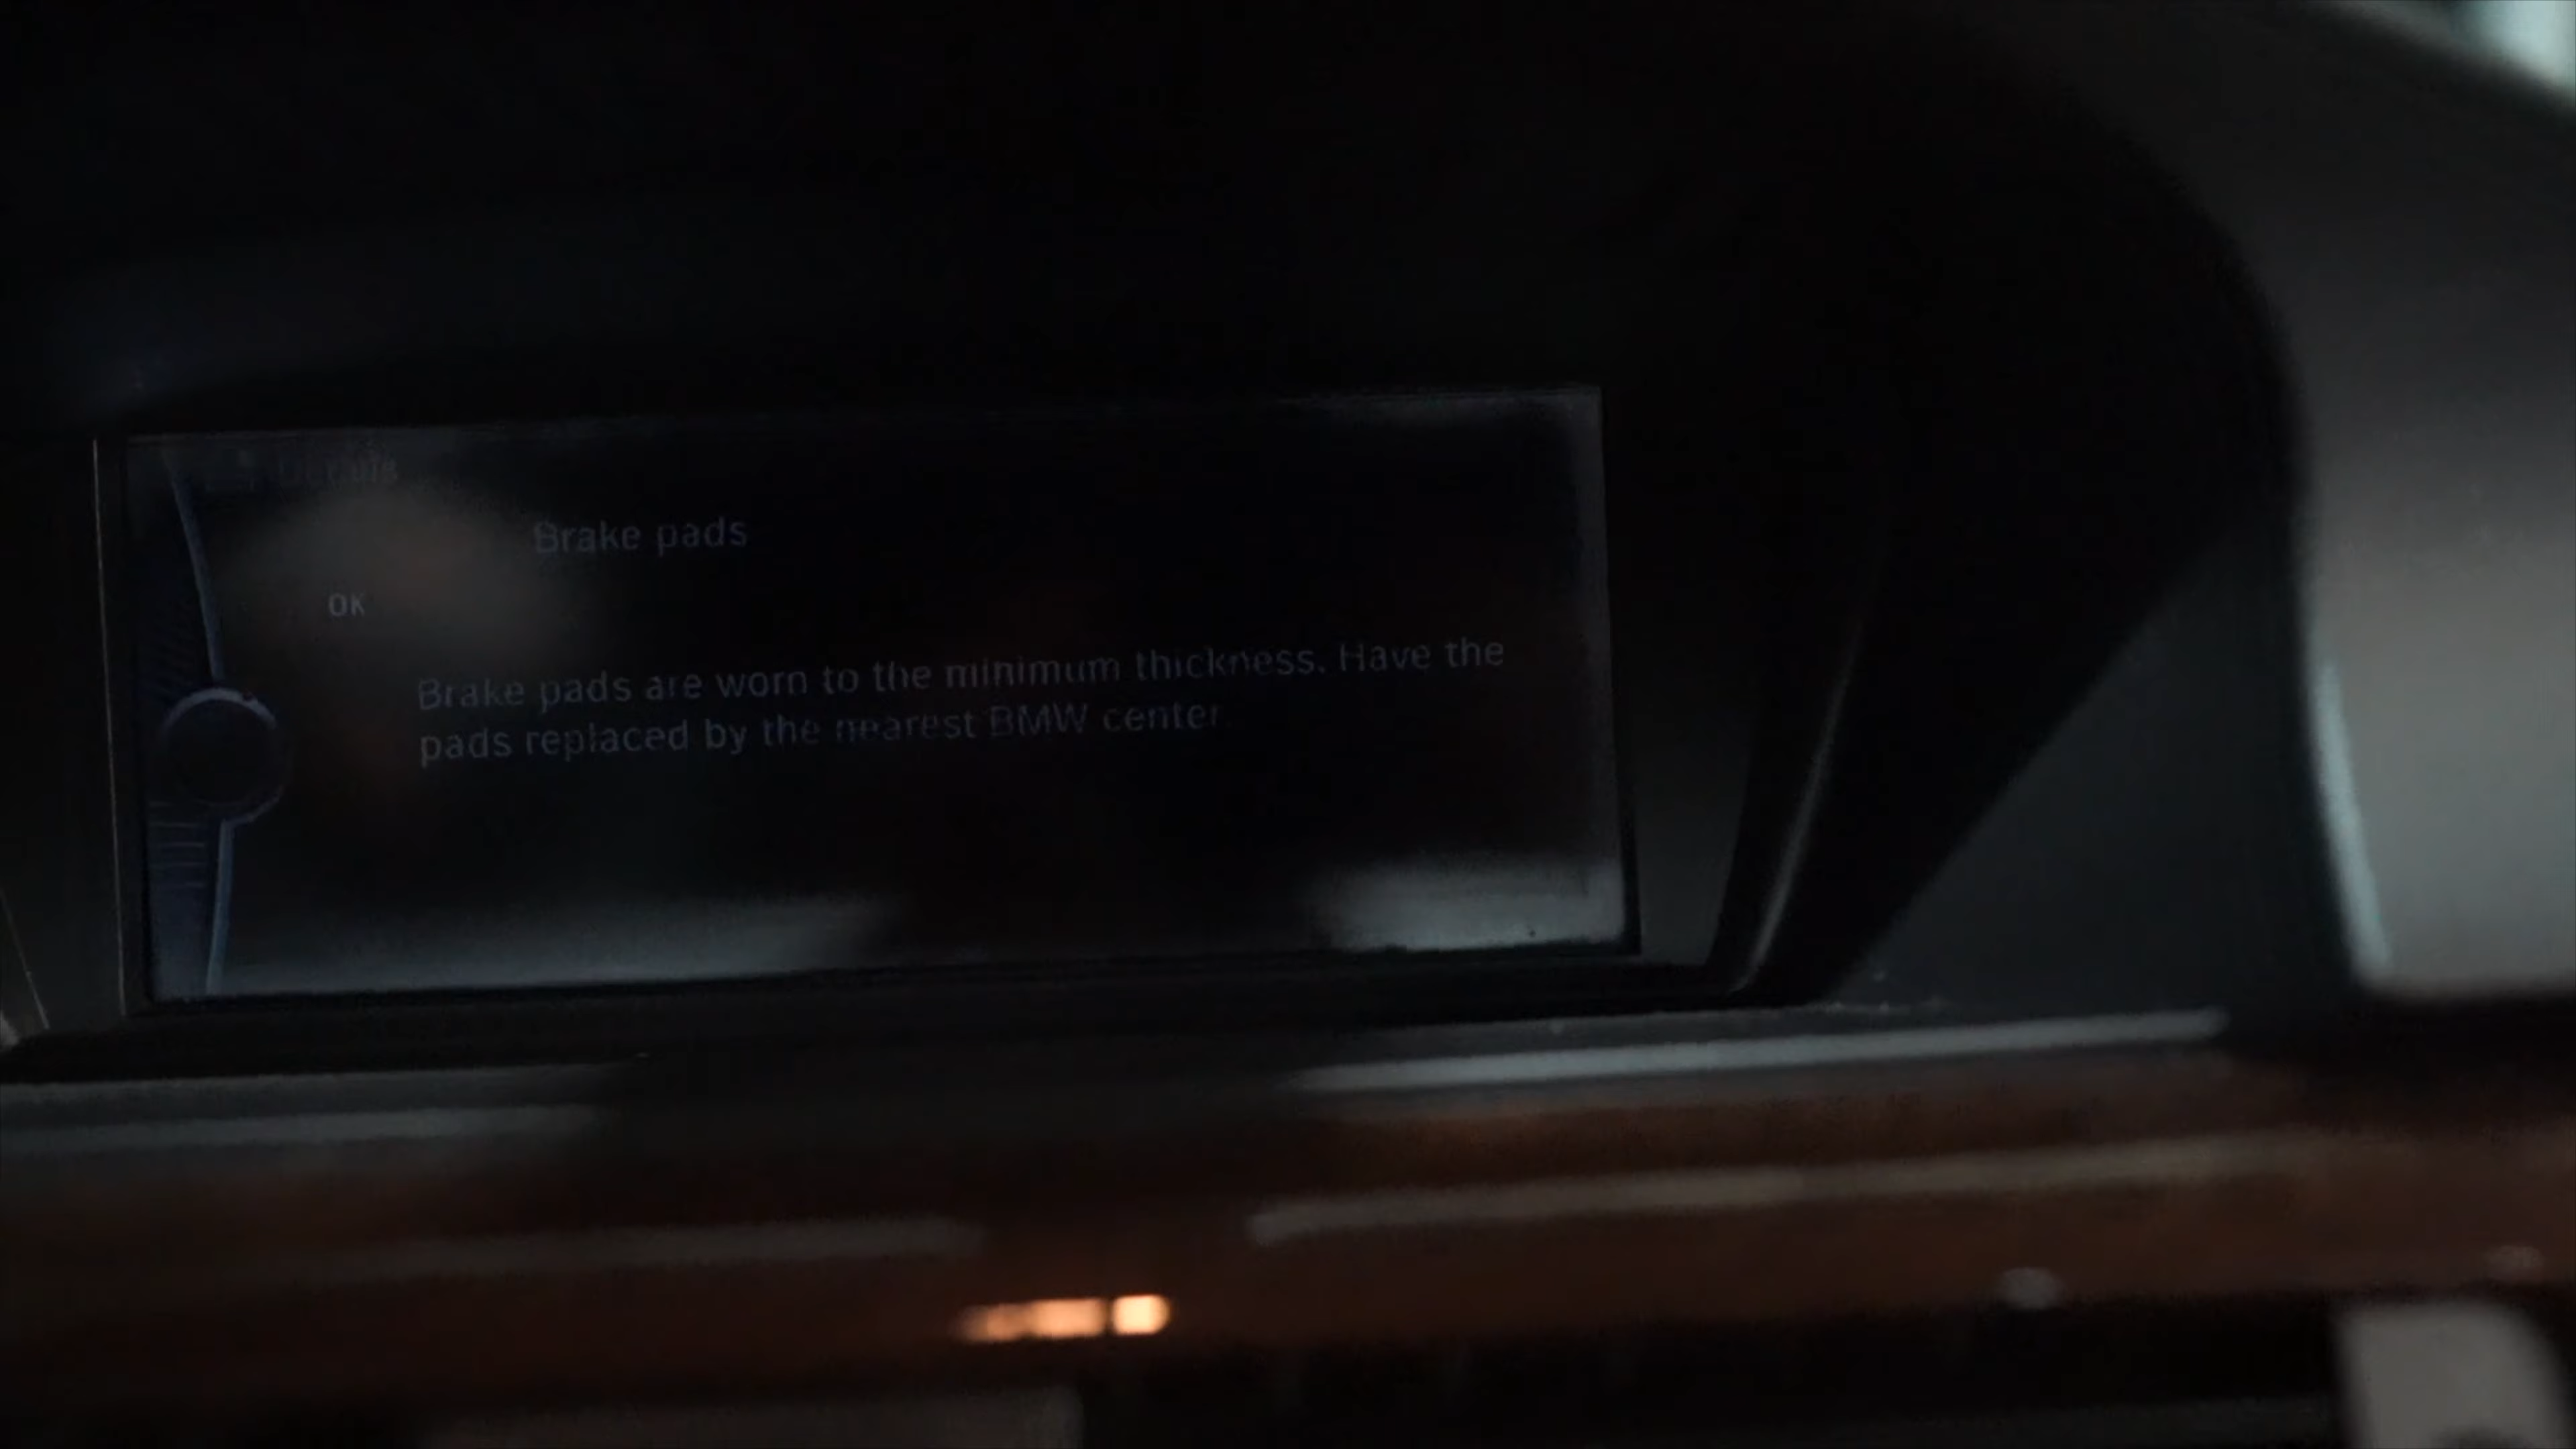 Details
Brake pads
OK
Brake pads are worn to the minimum thickness. Have the
pads replaced by the nearest BMW center